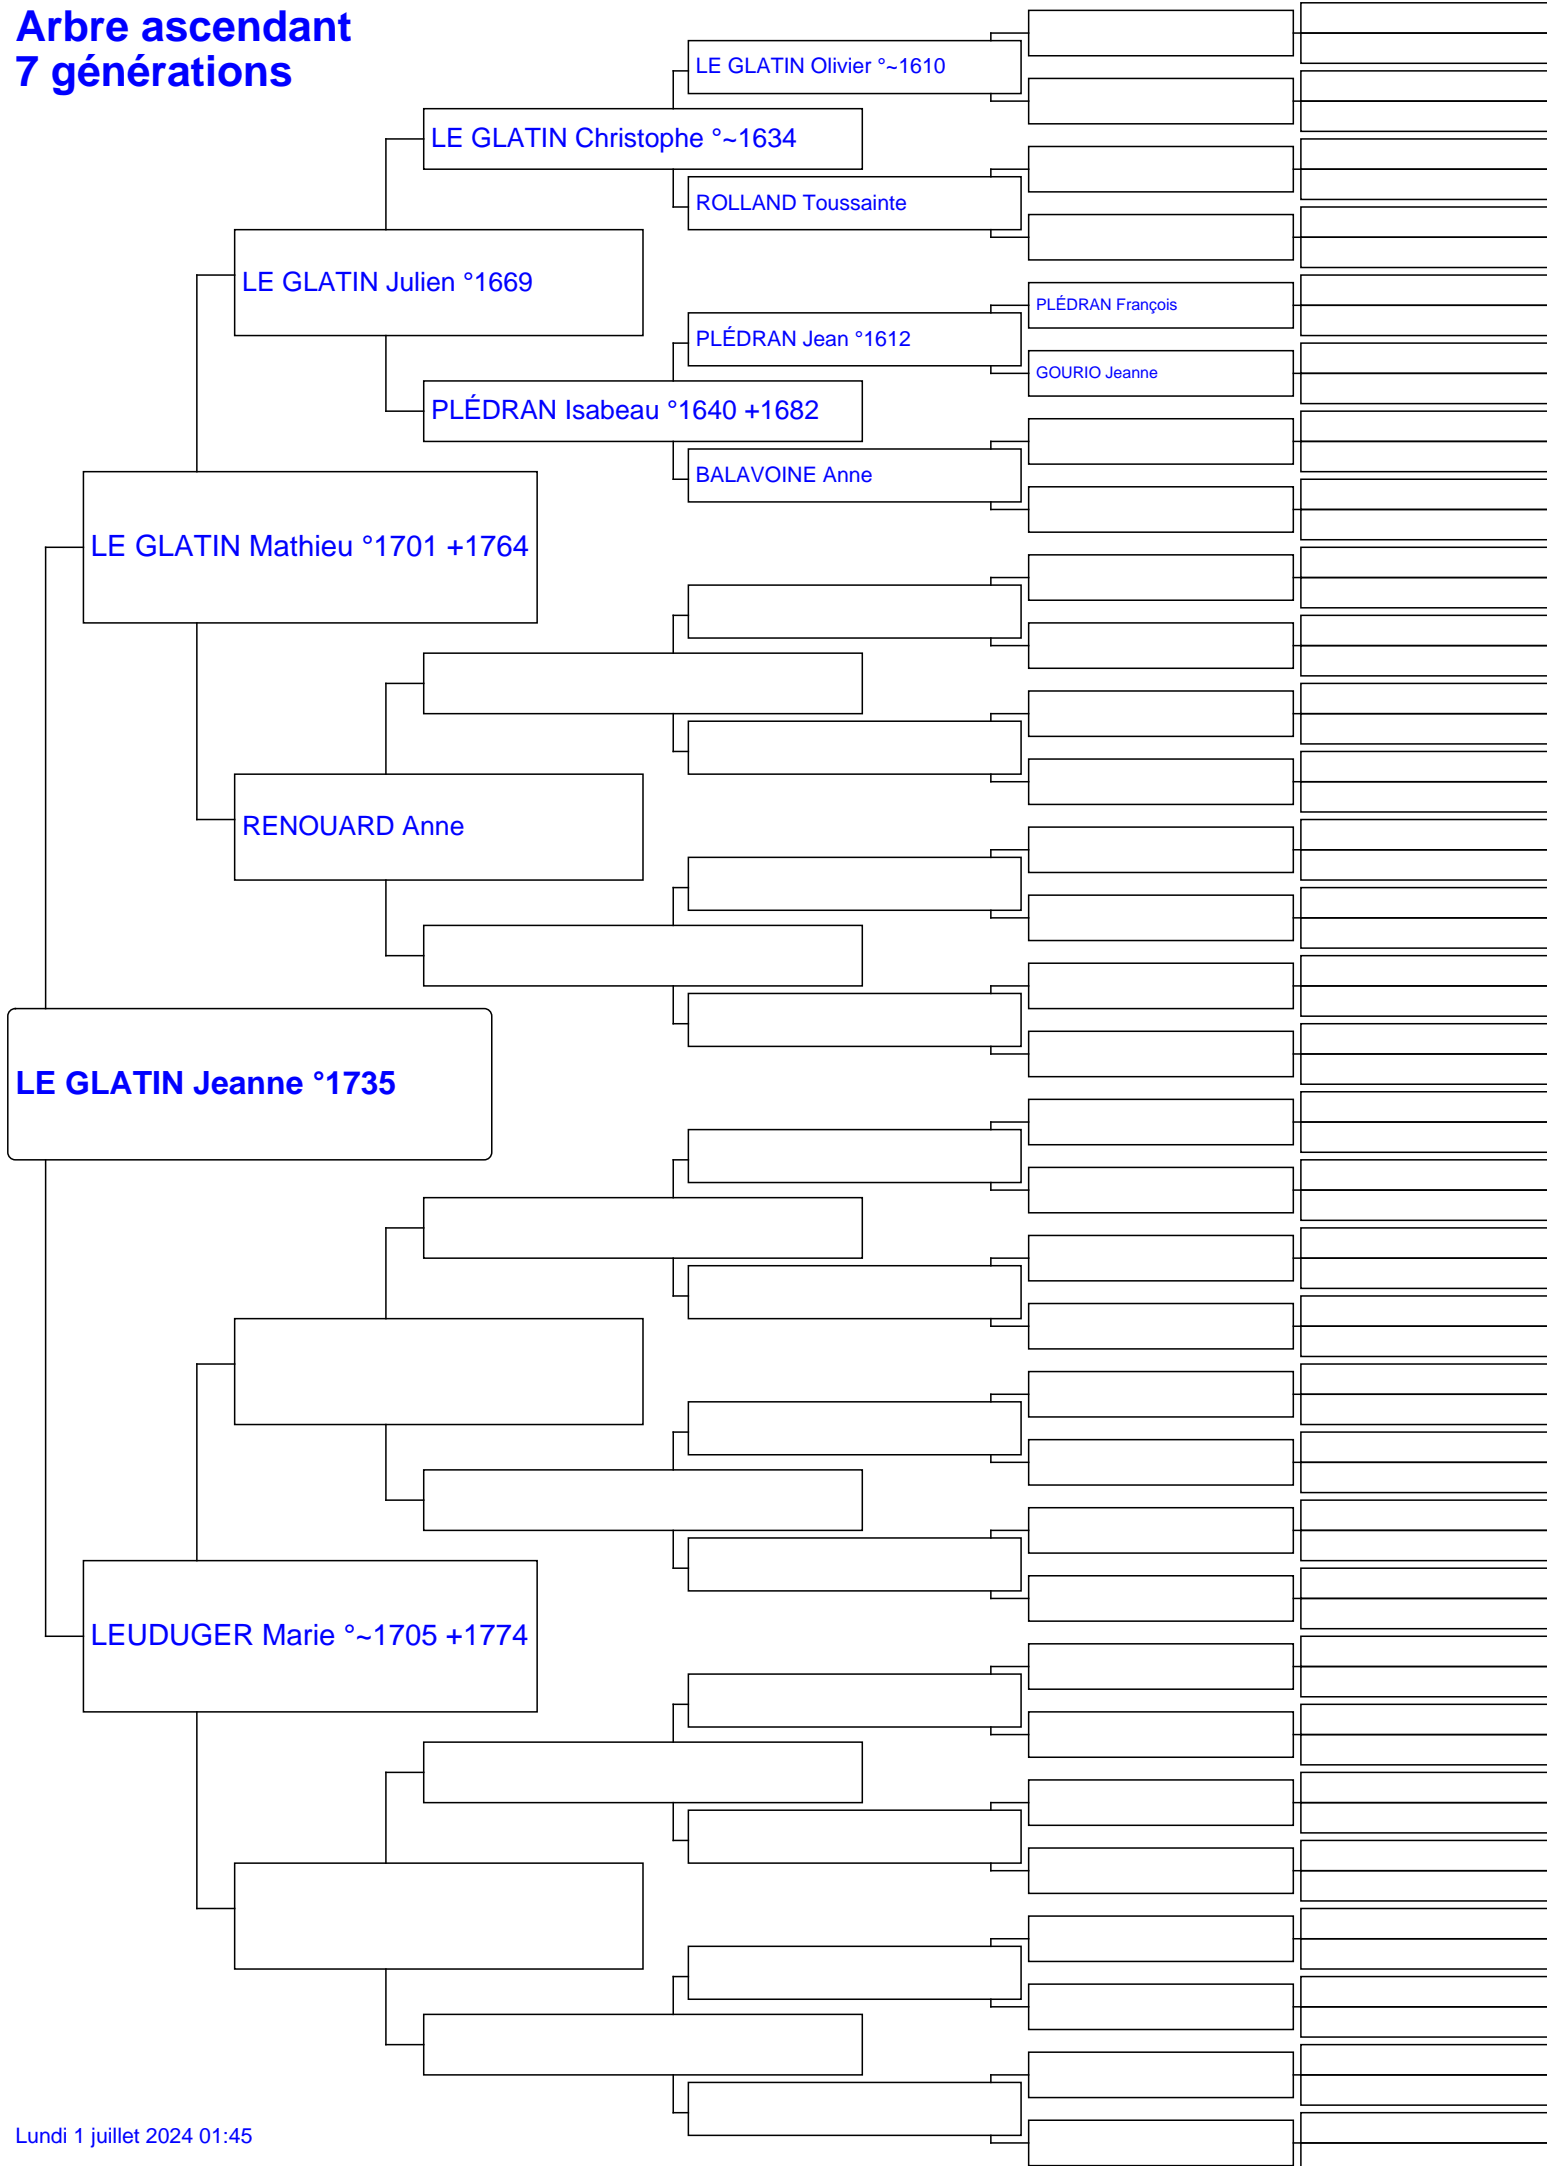 Arbre ascendant
7 générations
LE GLATIN Olivier °~1610
LE GLATIN Christophe °~1634
ROLLAND Toussainte
LE GLATIN Julien °1669
PLÉDRAN François
PLÉDRAN Jean °1612
GOURIO Jeanne
PLÉDRAN Isabeau °1640 +1682
BALAVOINE Anne
LE GLATIN Mathieu °1701 +1764
RENOUARD Anne
LE GLATIN Jeanne °1735
LEUDUGER Marie °~1705 +1774
Lundi 1 juillet 2024 01:45